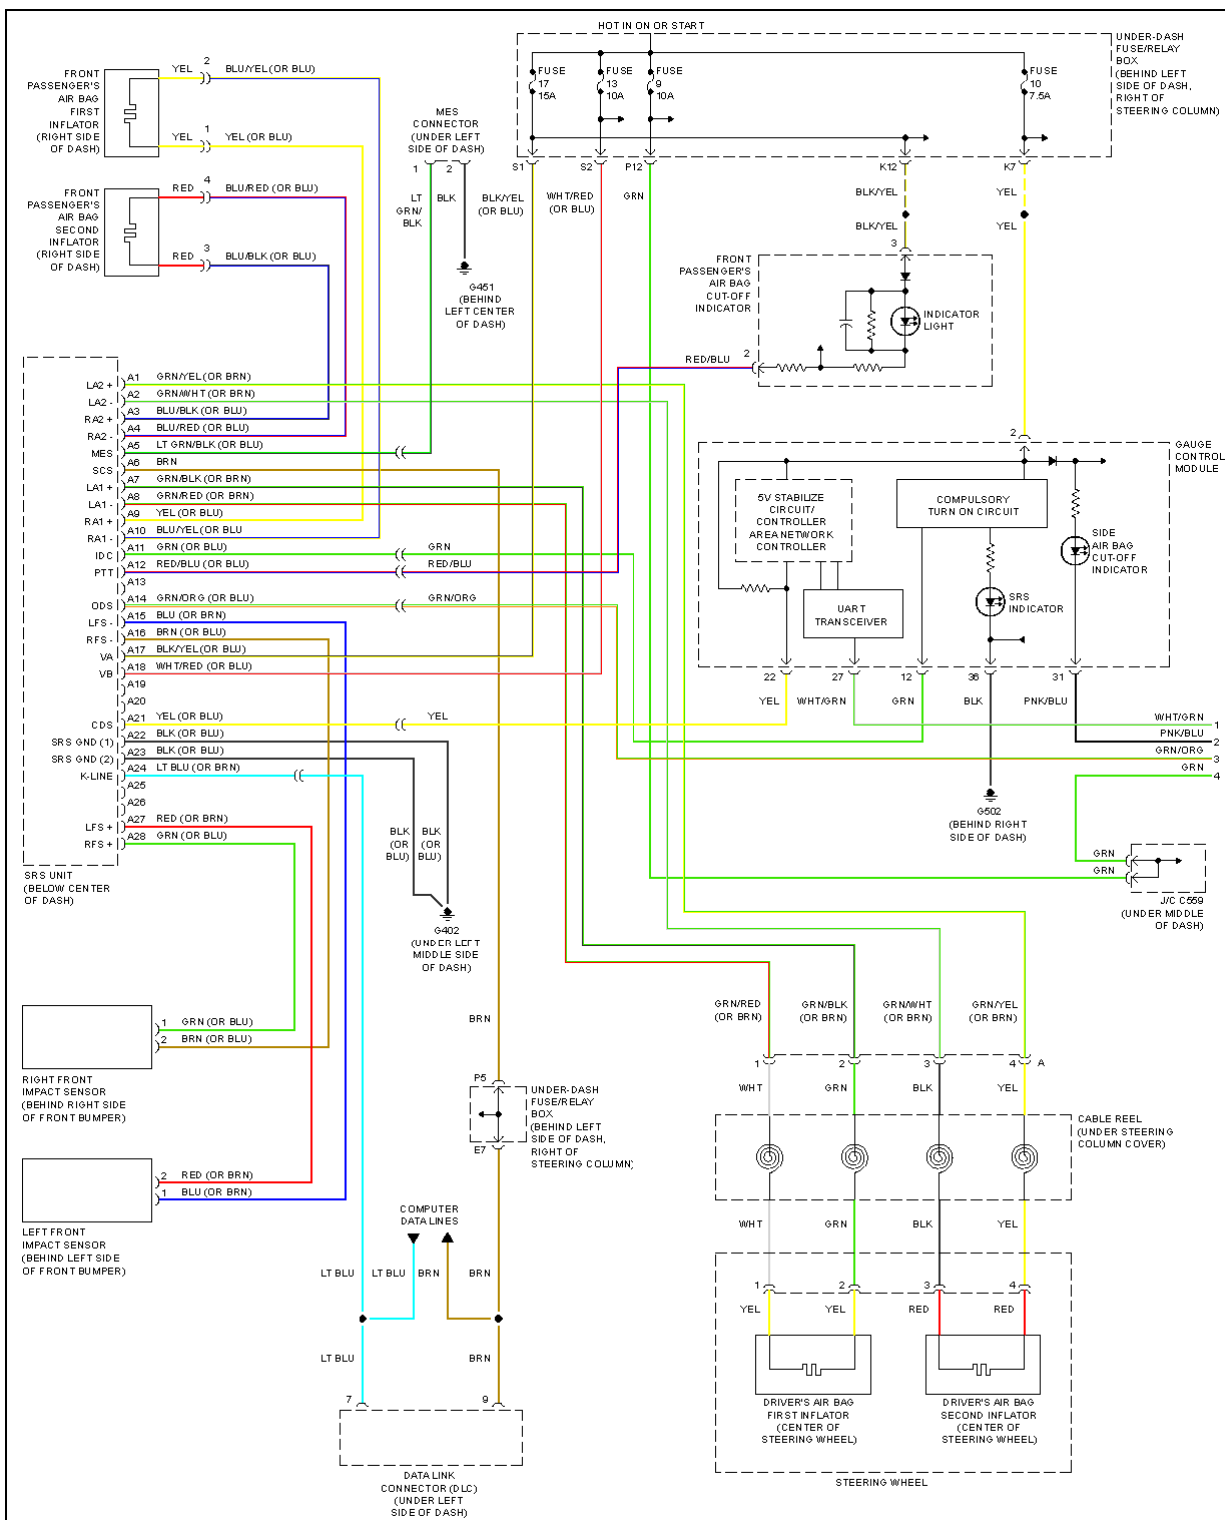 HOT IN ON OR START
UNDER-DASH
FUSE/RELAY
BOX
(BEHIND LEFT
SIDE OF DASH,
RIGHT OF
STEERING COLUMN)
FUSE
17
15A
FUSE
13
10A
FUSE
9
10A
FUSE
10
7.5A
S1
S2
P12
K12
K7
BLK/YEL
(OR BLU)
WHT/RED
(OR BLU)
GRN
BLK/YEL
YEL
BLK/YEL
YEL
FRONT
PASSENGER'S
AIR BAG
FIRST
INFLATOR
(RIGHT SIDE
OF DASH)
YEL
2
BLU/YEL (OR BLU)
YEL
1
YEL (OR BLU)
FRONT
PASSENGER'S
AIR BAG
SECOND
INFLATOR
(RIGHT SIDE
OF DASH)
RED
4
BLU/RED (OR BLU)
RED
3
BLU/BLK (OR BLU)
MES
CONNECTOR
(UNDER LEFT
SIDE OF DASH)
1
2
LT
GRN/
BLK
BLK
G451
(BEHIND
LEFT CENTER
OF DASH)
3
FRONT
PASSENGER'S
AIR BAG
CUT-OFF
INDICATOR
INDICATOR
LIGHT
RED/BLU
2
LA2 +
A1
GRN/YEL (OR BRN)
LA2 -
A2
GRN/WHT (OR BRN)
RA2 +
A3
BLU/BLK (OR BLU)
RA2 -
A4
BLU/RED (OR BLU)
MES
A5
LT GRN/BLK (OR BLU)
SCS
A6
BRN
LA1 +
A7
GRN/BLK (OR BRN)
LA1 -
A8
GRN/RED (OR BRN)
RA1 +
A9
YEL (OR BLU)
RA1 -
A10
BLU/YEL (OR BLU
IDC
A11
GRN (OR BLU)
GRN
PTT
A12
RED/BLU (OR BLU)
RED/BLU
A13
ODS
A14
GRN/ORG (OR BLU)
GRN/ORG
LFS -
A15
BLU (OR BRN)
RFS -
A16
BRN (OR BLU)
VA
A17
BLK/YEL (OR BLU)
VB
A18
WHT/RED (OR BLU)
A19
A20
CDS
A21
YEL (OR BLU)
YEL
SRS GND (1)
A22
BLK (OR BLU)
SRS GND (2)
A23
BLK (OR BLU)
K-LINE
A24
LT BLU (OR BRN)
A25
A26
LFS +
A27
RED (OR BRN)
RFS +
A28
GRN (OR BLU)
SRS UNIT
(BELOW CENTER
OF DASH)
2
GAUGE
CONTROL
MODULE
5V STABILIZE
CIRCUIT/
CONTROLLER
AREA NETWORK
CONTROLLER
COMPULSORY
TURN ON CIRCUIT
SIDE
AIR BAG
CUT-OFF
INDICATOR
SRS
INDICATOR
UART
TRANSCEIVER
22
27
12
36
31
YEL
WHT/GRN
GRN
BLK
PNK/BLU
WHT/GRN
1
PNK/BLU
2
GRN/ORG
3
GRN
4
G502
(BEHIND RIGHT
SIDE OF DASH)
GRN
GRN
J/C C559
(UNDER MIDDLE
OF DASH)
BLK
(OR
BLU)
BLK
(OR
BLU)
G402
(UNDER LEFT
MIDDLE SIDE
OF DASH)
1
GRN (OR BLU)
2
BRN (OR BLU)
RIGHT FRONT
IMPACT SENSOR
(BEHIND RIGHT SIDE
OF FRONT BUMPER)
2
RED (OR BRN)
1
BLU (OR BRN)
LEFT FRONT
IMPACT SENSOR
(BEHIND LEFT SIDE
OF FRONT BUMPER)
BRN
P5
UNDER-DASH
FUSE/RELAY
BOX
(BEHIND LEFT
SIDE OF DASH,
RIGHT OF
STEERING COLUMN)
E7
COMPUTER
DATA LINES
LT BLU
LT BLU
BRN
BRN
LT BLU
BRN
7
9
DATA LINK
CONNECTOR (DLC)
(UNDER LEFT
SIDE OF DASH)
GRN/RED
(OR BRN)
GRN/BLK
(OR BRN)
GRN/WHT
(OR BRN)
GRN/YEL
(OR BRN)
1
2
3
4
A
WHT
GRN
BLK
YEL
CABLE REEL
(UNDER STEERING
COLUMN COVER)
WHT
GRN
BLK
YEL
1
2
3
4
YEL
YEL
RED
RED
DRIVER'S AIR BAG
FIRST INFLATOR
(CENTER OF
STEERING WHEEL)
DRIVER'S AIR BAG
SECOND INFLATOR
(CENTER OF
STEERING WHEEL)
STEERING WHEEL